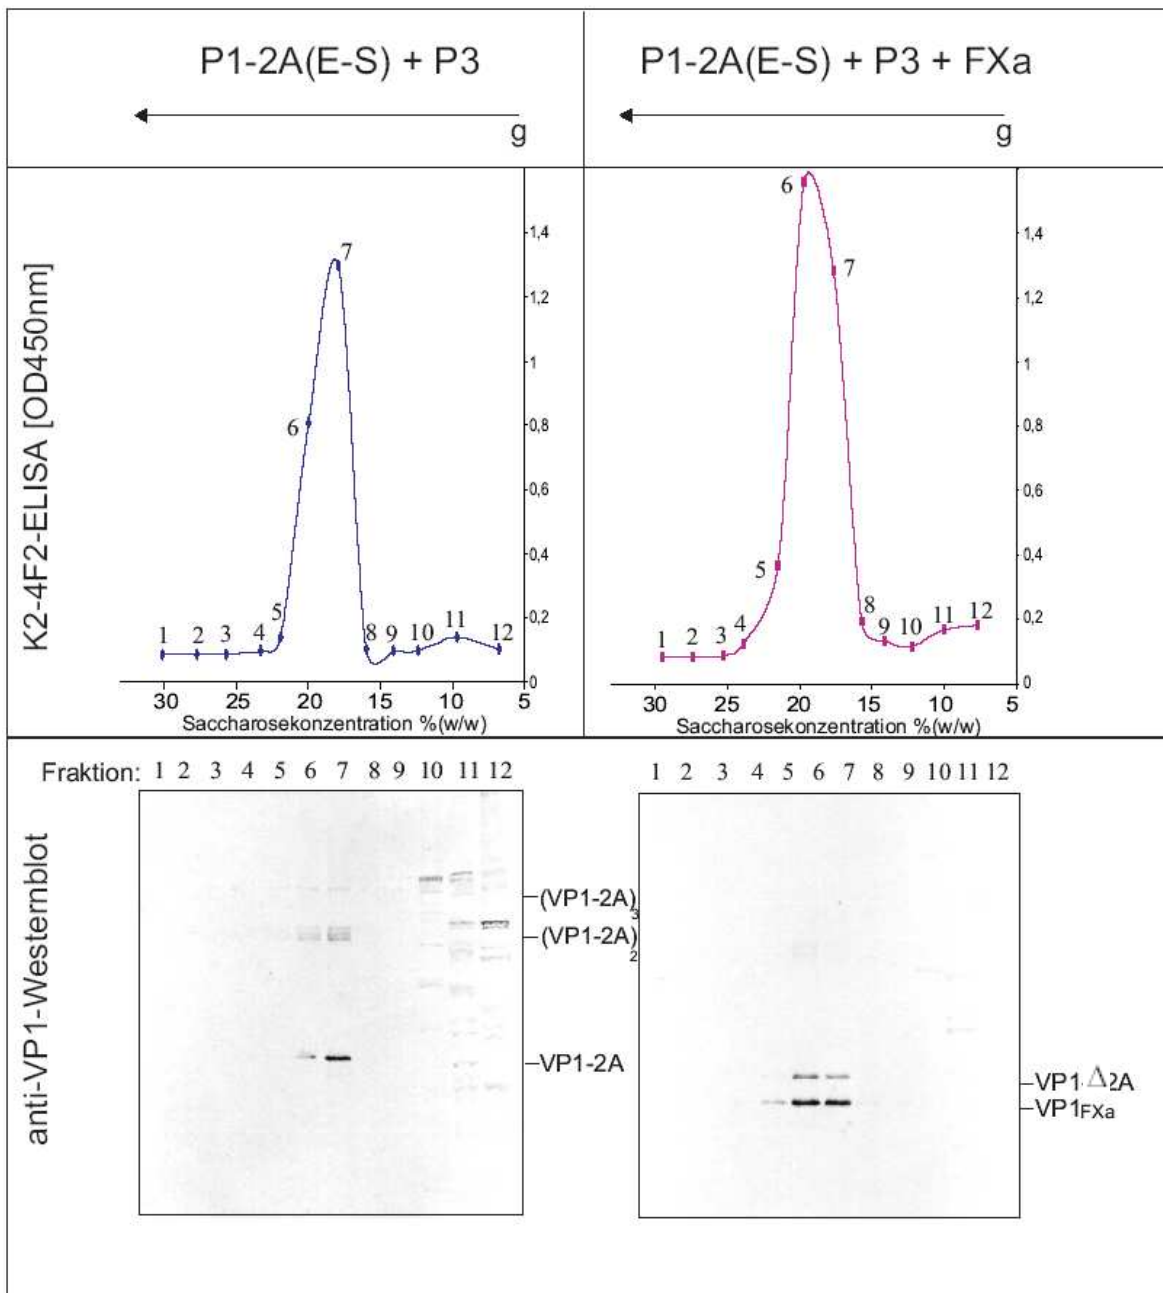 P1-2A(E-S) + P3
P1-2A(E-S) + P3 + FXa
g
g
K2-4F2-ELISA [OD450nm]
1 2 3 4 5 6 7 8 9 10 11 12
1,4
1,2
1
0,8
0,6
0,4
0,2
0
30 25 20 15 10 5
Saccharosekonzentration %(w/w)
1 2 3 4 5 6 7 8 9 10 11 12
1,4
1,2
1
0,8
0,6
0,4
0,2
0
30 25 20 15 10 5
Saccharosekonzentration %(w/w)
anti-VP1-Westernblot
Fraktion: 1 2 3 4 5 6 7 8 9 10 11 12
(VP1-2A)3
(VP1-2A)2
VP1-2A
1 2 3 4 5 6 7 8 9 10 11 12
VP1-Δ2A
VP1FXa